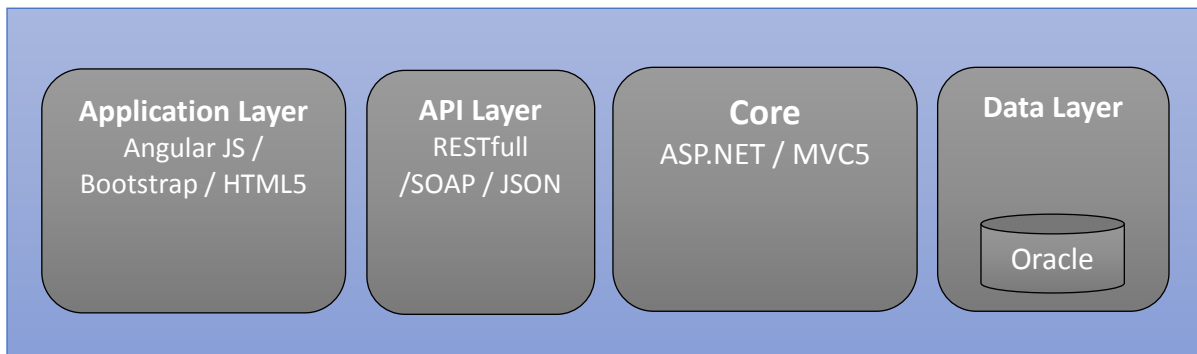 Application Layer
Angular JS /
Bootstrap / HTML5
API Layer
RESTfull
/SOAP / JSON
Core
ASP.NET / MVC5
Data Layer
Oracle